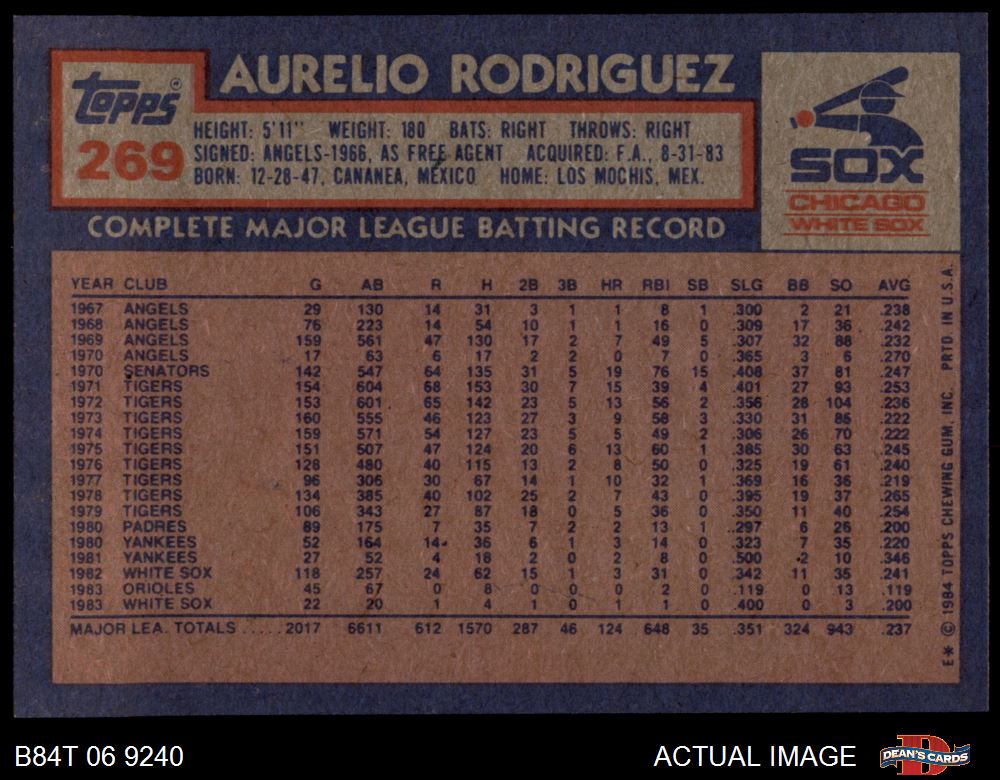 Topps
269
AURELIO RODRIGUEZ
HEIGHT: 5'11" WEIGHT: 180 BATS: RIGHT THROWS: RIGHT
SIGNED: ANGELS-1966, AS FREE AGENT ACQUIRED: F.A., 8-31-83
BORN: 12-28-47, CANANEA, MEXICO HOME: LOS MOCHIS, MEX.
SOX
CHICAGO
WHITE SOX
COMPLETE MAJOR LEAGUE BATTING RECORD
YEAR CLUB G AB R H 2B 3B HR RBI SB SLG BB SO AVG
1967 ANGELS 29 130 14 31 3 1 1 8 1 .300 2 21 .238
1968 ANGELS 76 223 14 54 10 1 1 16 0 .309 17 36 .242
1969 ANGELS 159 561 47 130 17 2 7 49 5 .307 32 88 .232
1970 ANGELS 17 63 6 17 2 2 0 7 0 .365 3 6 .270
1970 SENATORS 142 547 64 135 31 5 19 76 15 .408 37 81 .247
1971 TIGERS 154 604 68 153 30 7 15 39 4 .401 27 93 .253
1972 TIGERS 153 601 65 142 23 5 13 56 2 .356 28 104 .236
1973 TIGERS 160 555 46 123 27 3 9 58 3 .330 31 85 .222
1974 TIGERS 159 571 54 127 23 5 5 49 2 .306 26 70 .222
1975 TIGERS 151 507 47 124 20 6 13 60 1 .385 30 63 .245
1976 TIGERS 128 480 40 115 13 2 8 50 0 .325 19 61 .240
1977 TIGERS 96 306 30 67 14 1 10 32 1 .369 16 36 .219
1978 TIGERS 134 385 40 102 25 2 7 43 0 .395 19 37 .265
1979 TIGERS 106 343 27 87 18 0 5 36 0 .350 11 40 .254
1980 PADRES 89 175 7 35 7 2 2 13 1 .297 6 26 .200
1980 YANKEES 52 164 14 36 6 1 3 14 0 .323 7 35 .220
1981 YANKEES 27 52 4 18 2 0 2 8 0 .500 2 10 .346
1982 WHITE SOX 118 257 24 62 15 1 3 31 0 .342 11 35 .241
1983 ORIOLES 45 67 0 8 0 0 0 2 0 .119 0 13 .119
1983 WHITE SOX 22 20 1 4 1 0 1 1 0 .400 0 3 .200
MAJOR LEA. TOTALS ..... 2017 6611 612 1570 287 46 124 648 35 .351 324 943 .237
E* © 1984 TOPPS CHEWING GUM, INC. PRTD. IN U.S.A.
B84T 06 9240
ACTUAL IMAGE
DEAN'S CARDS